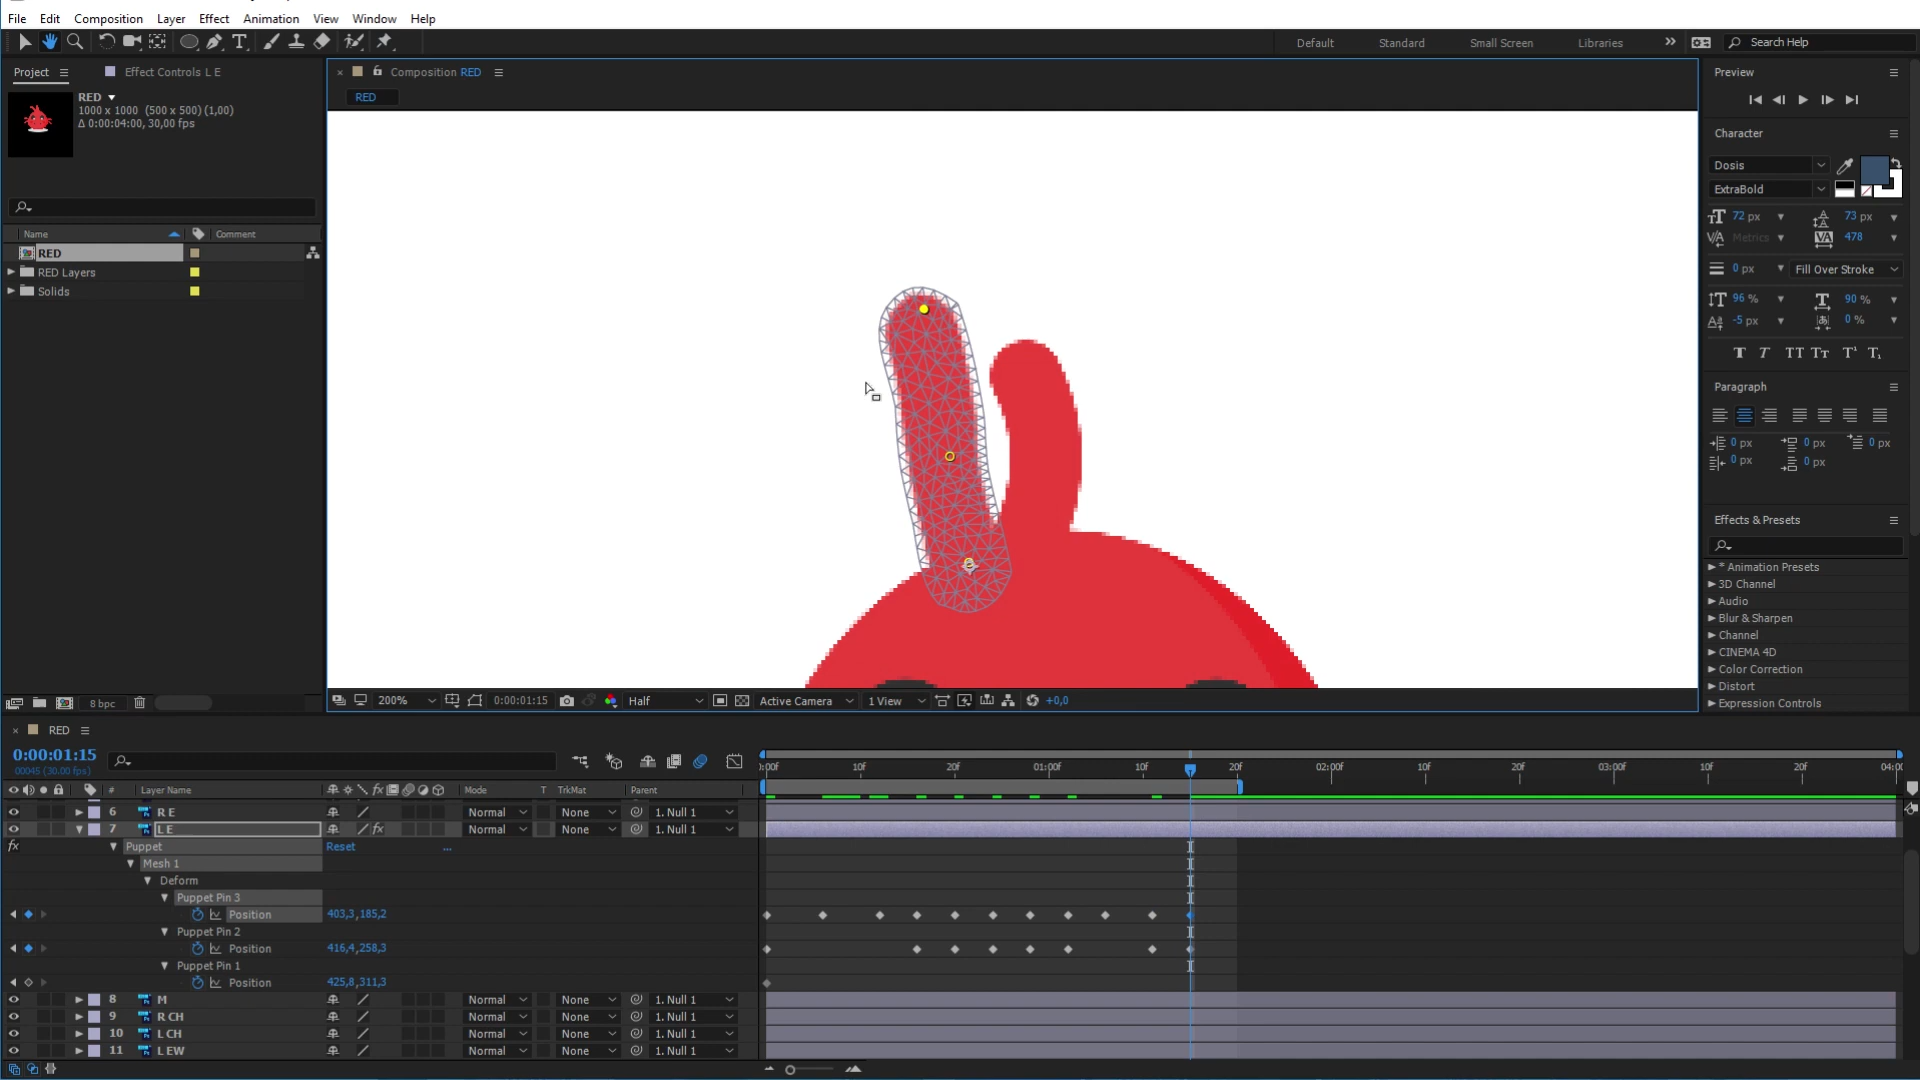 File Edit Composition Layer Effect Animation View Window Help
Default Standard Small Screen Libraries Search Help
Project Effect Controls L E
Composition RED
RED
RED
1000 x 1000 (500 x 500) (1,00)
Δ 0:00:04:00, 30,00 fps
Name Comment
RED
RED Layers
Solids
8 bpc
200% 0:00:01:15 Half Active Camera 1 View +0,0
Preview
Character
Dosis
ExtraBold
72 px 73 px
Metrics 478
0 px Fill Over Stroke
96 % 90 %
-5 px 0 %
T T TT Tt T¹ T₁
Paragraph
0 px 0 px 0 px
0 px 0 px
Effects & Presets
* Animation Presets
3D Channel
Audio
Blur & Sharpen
Channel
CINEMA 4D
Color Correction
Distort
Expression Controls
RED
0:00:01:15
00045 (30.00 fps)
:00f 10f 20f 01:00f 10f 20f 02:00f 10f 20f 03:00f 10f 20f 04:00
# Layer Name Mode T TrkMat Parent
6 R E Normal None 1. Null 1
7 L E Normal None 1. Null 1
fx Puppet Reset ...
Mesh 1
Deform
Puppet Pin 3
Position 403,3,185,2
Puppet Pin 2
Position 416,4,258,3
Puppet Pin 1
Position 425,8,311,3
8 M Normal None 1. Null 1
9 R CH Normal None 1. Null 1
10 L CH Normal None 1. Null 1
11 L EW Normal None 1. Null 1